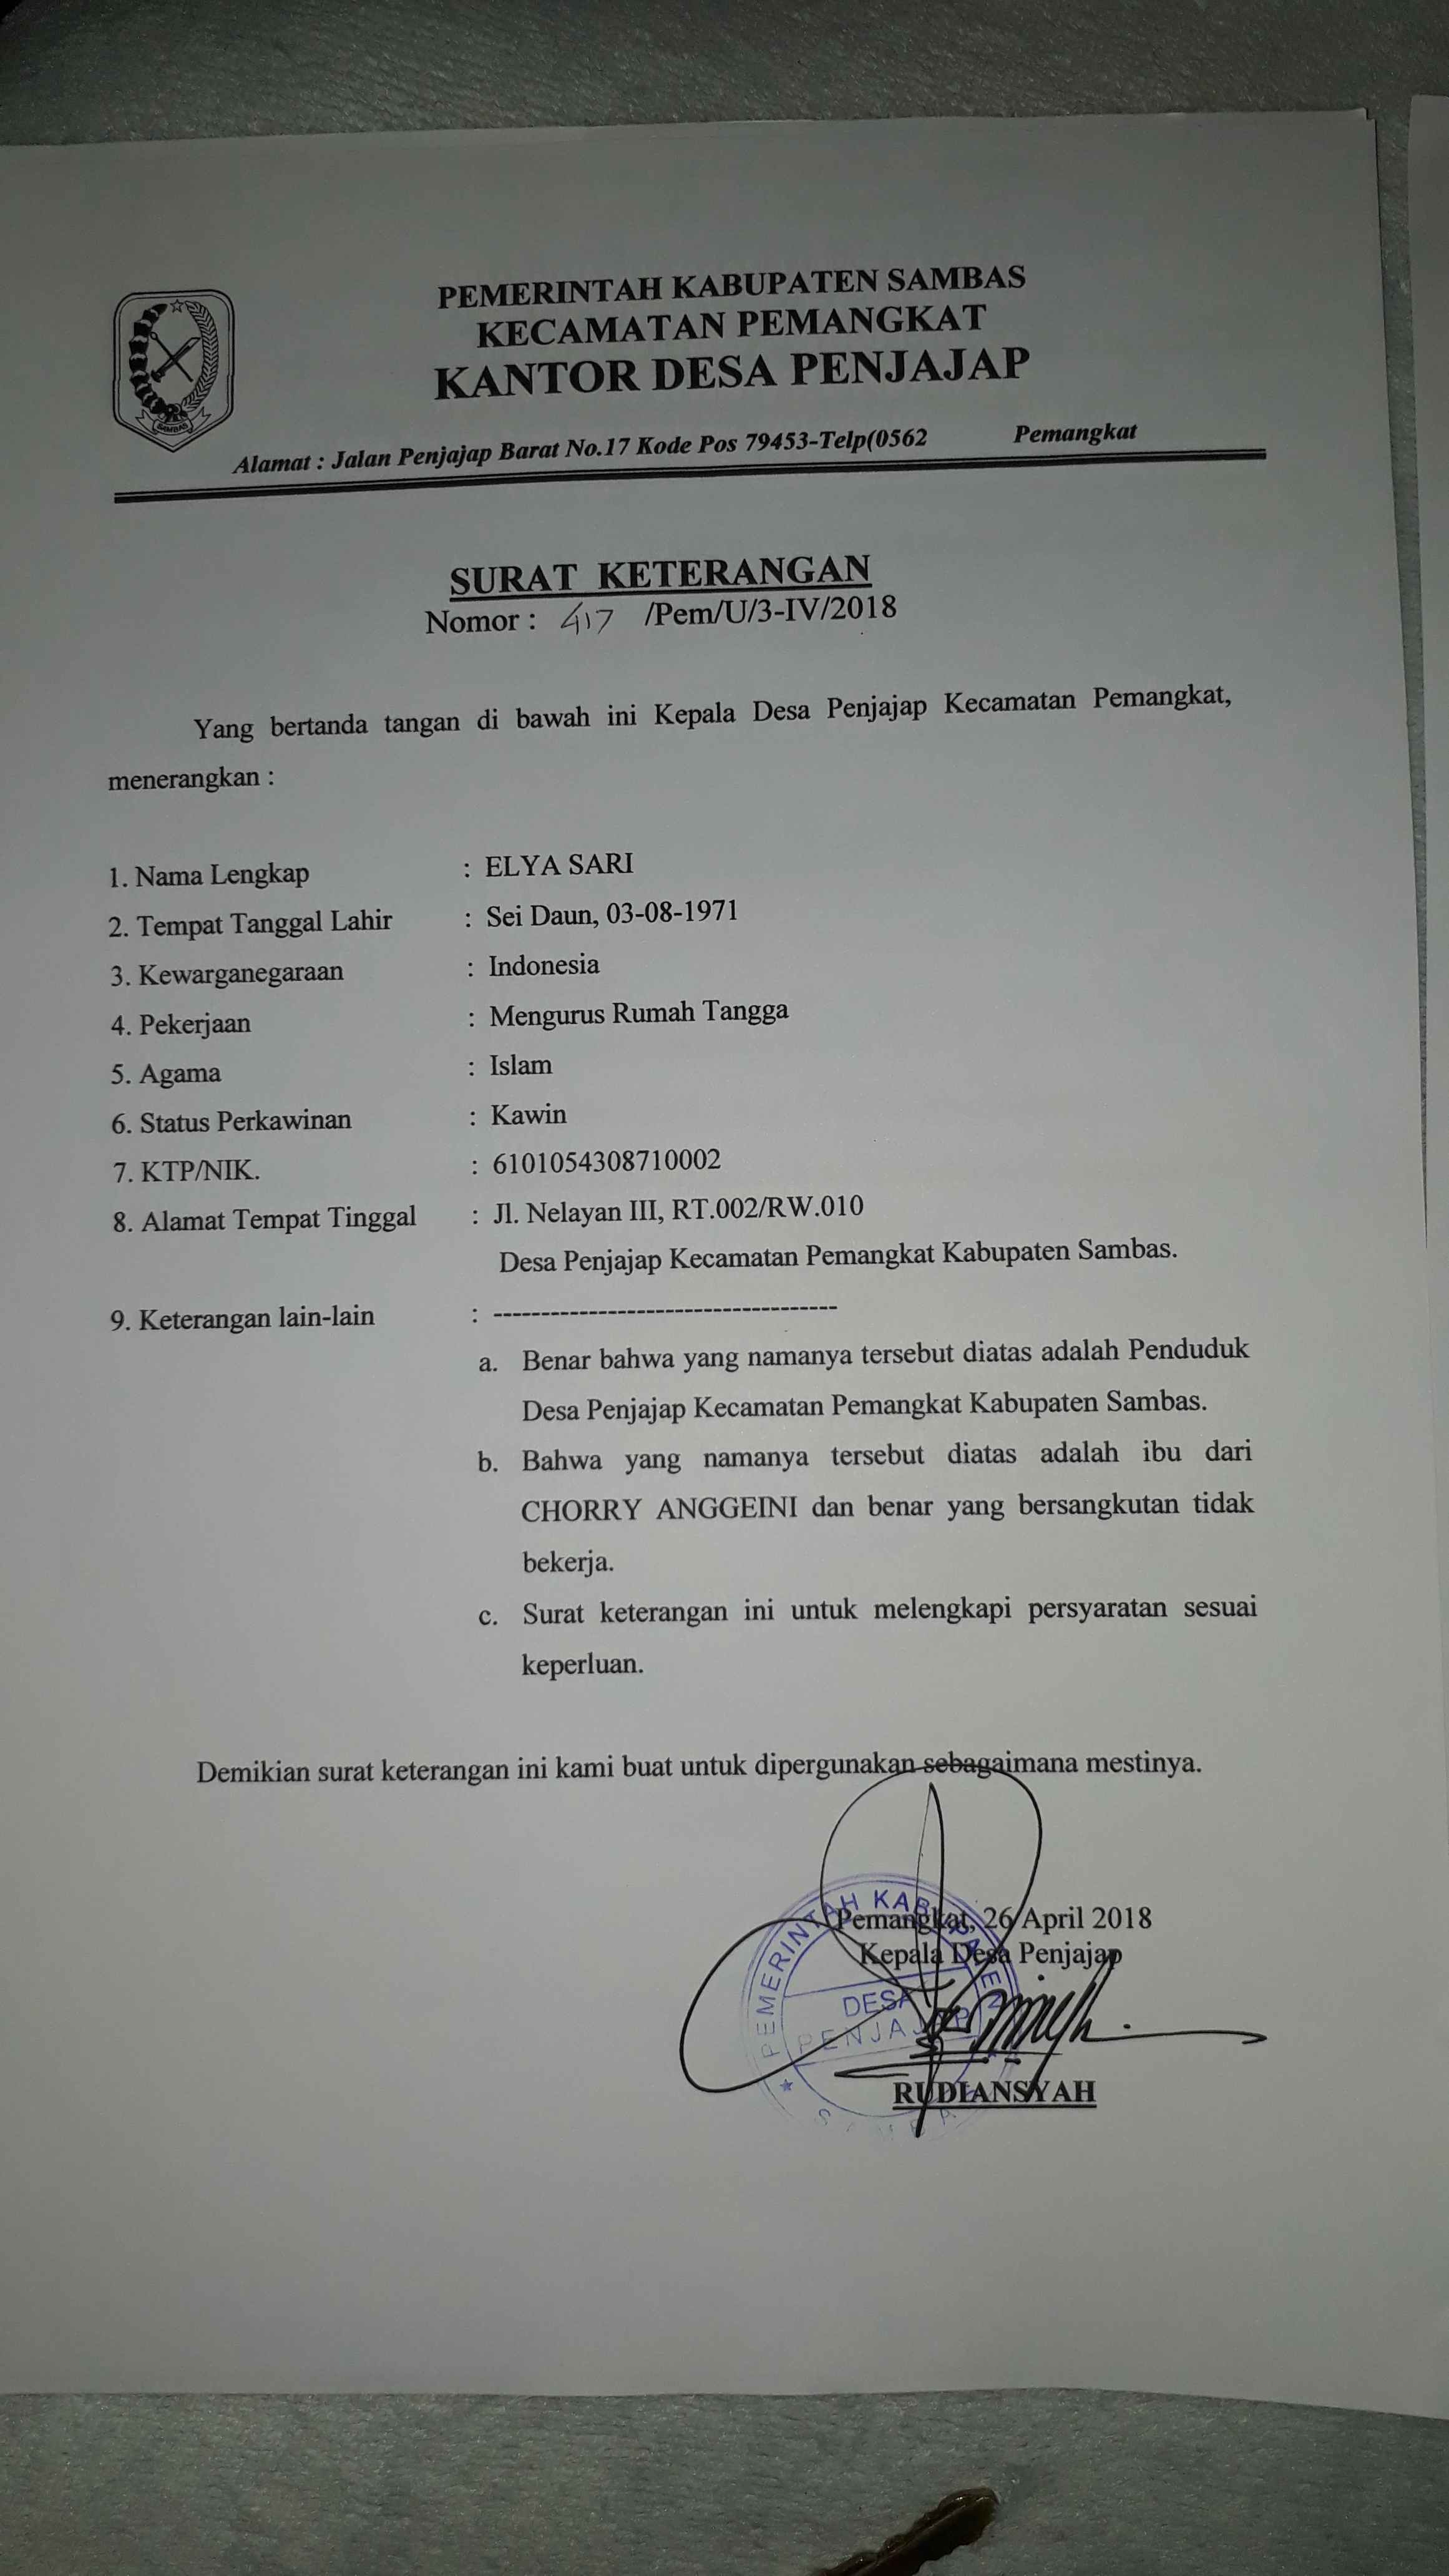 PEMERINTAH KABUPATEN SAMBAS
KECAMATAN PEMANGKAT
KANTOR DESA PENJAJAP
SAMBAS
Alamat : Jalan Penjajap Barat No.17 Kode Pos 79453-Telp(0562 Pemangkat
SURAT KETERANGAN
Nomor : 417 /Pem/U/3-IV/2018
Yang bertanda tangan di bawah ini Kepala Desa Penjajap Kecamatan Pemangkat,
menerangkan :
1. Nama Lengkap : ELYA SARI
2. Tempat Tanggal Lahir : Sei Daun, 03-08-1971
3. Kewarganegaraan : Indonesia
4. Pekerjaan : Mengurus Rumah Tangga
5. Agama : Islam
6. Status Perkawinan : Kawin
7. KTP/NIK. : 6101054308710002
8. Alamat Tempat Tinggal : Jl. Nelayan III, RT.002/RW.010
Desa Penjajap Kecamatan Pemangkat Kabupaten Sambas.
9. Keterangan lain-lain : ------------------------------------
a. Benar bahwa yang namanya tersebut diatas adalah Penduduk
Desa Penjajap Kecamatan Pemangkat Kabupaten Sambas.
b. Bahwa yang namanya tersebut diatas adalah ibu dari
CHORRY ANGGEINI dan benar yang bersangkutan tidak
bekerja.
c. Surat keterangan ini untuk melengkapi persyaratan sesuai
keperluan.
Demikian surat keterangan ini kami buat untuk dipergunakan sebagaimana mestinya.
Pemangkat, 26 April 2018
Kepala Desa Penjajap
PEMERINTAH KABUPATEN
DESA
PENJAJAP
SAMBAS
RUDIANSYAH